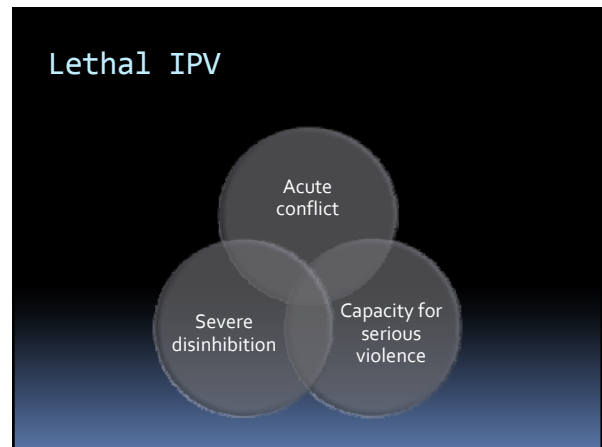 Lethal IPV
Acute
conflict
Severe
disinhibition
Capacity for
serious
violence